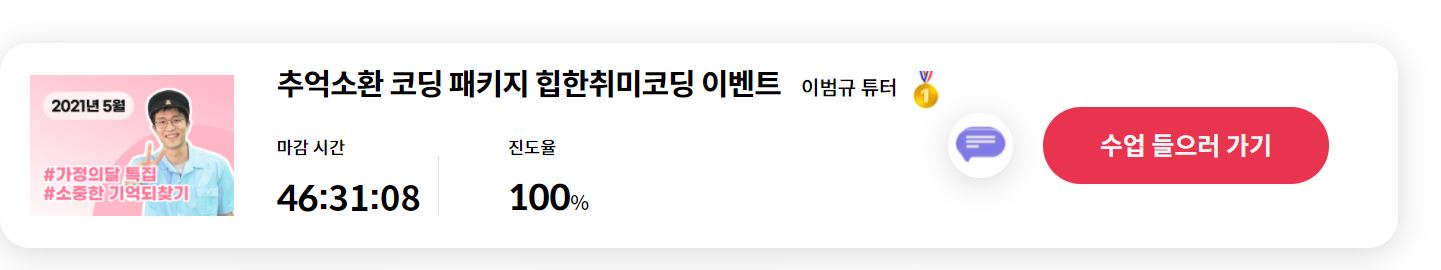 2021년 5월
#가정의달 특집
#소중한 기억되찾기
추억소환 코딩 패키지 힙한취미코딩 이벤트 이범규 튜터
1
마감 시간 진도율
46:31:08 100%
수업 들으러 가기